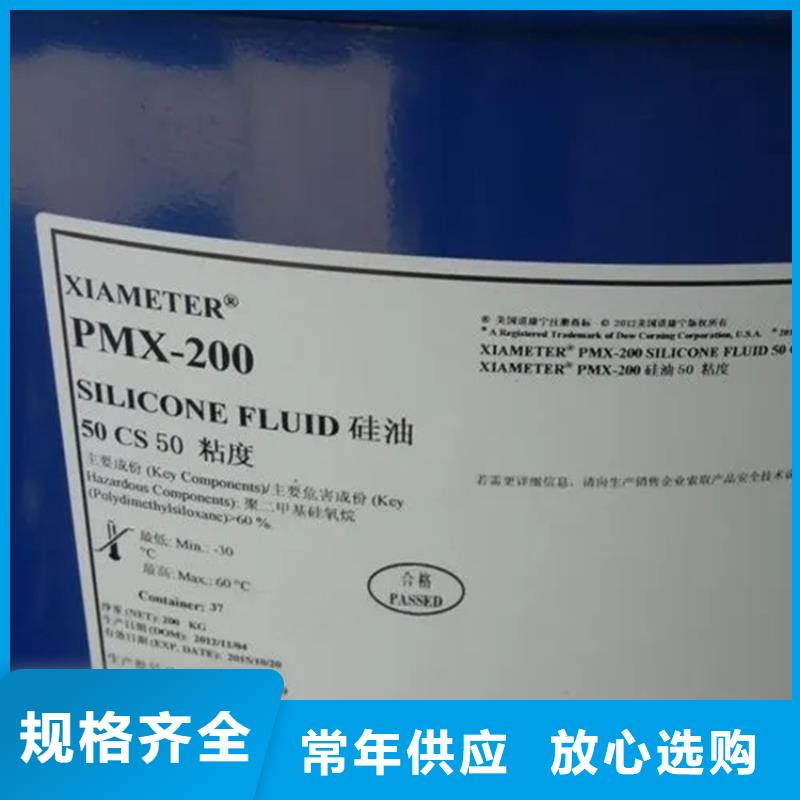 XIAMETER®
PMX-200
SILICONE FLUID 硅油
50 CS 50 粘度
主要成份 (Key Components)/主要危害成份 (Key
Hazardous Components): 聚二甲基硅氧烷
(Polydimethylsiloxane)>60 %.
最低: Min.: -30
°C
最高: Max.: 60 °C
Container: 37
净重 (NET): 200 KG
生产日期 (DOM): 2012/11/04
有效日期 (EXP. DATE): 2015/10/20
合格
PASSED
® 美国道康宁注册商标 © 2012美国道康宁版权所有
® A Registered Trademark of Dow Corning Corporation, U.S.A.
XIAMETER® PMX-200 SILICONE FLUID 50
XIAMETER® PMX-200 硅油 50 粘度
若需更详细信息, 请向生产销售企业索取产品安全技术
规格齐全
常年供应 放心选购